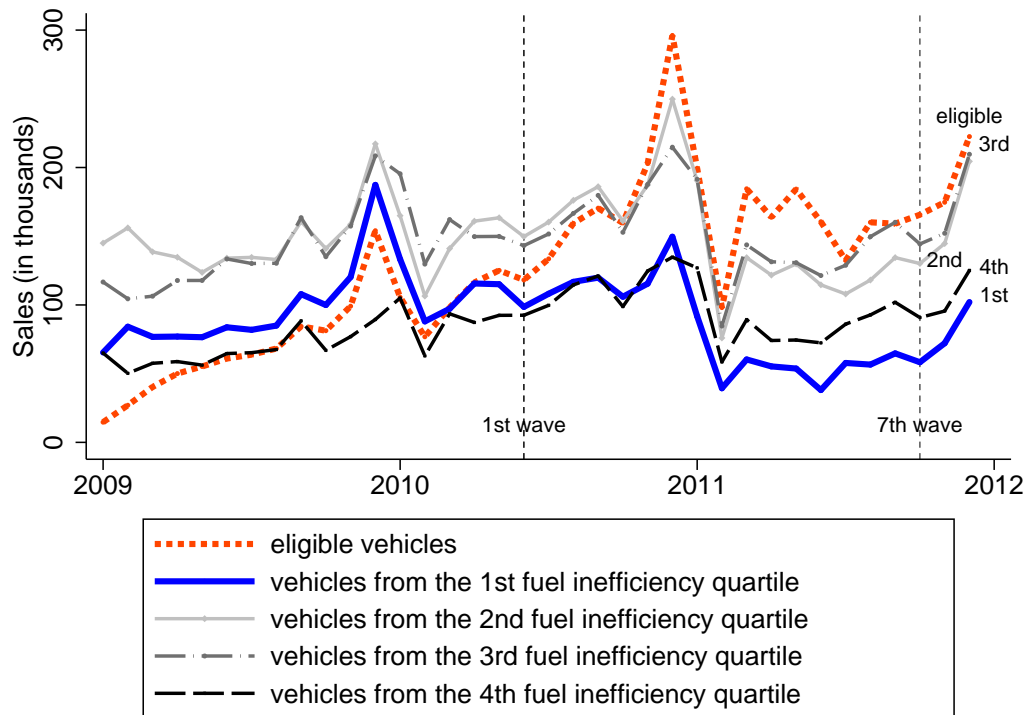 Sales (in thousands)
300
200
100
0
eligible
3rd
2nd
4th
1st
1st wave
7th wave
2009
2010
2011
2012
eligible vehicles
vehicles from the 1st fuel inefficiency quartile
vehicles from the 2nd fuel inefficiency quartile
vehicles from the 3rd fuel inefficiency quartile
vehicles from the 4th fuel inefficiency quartile